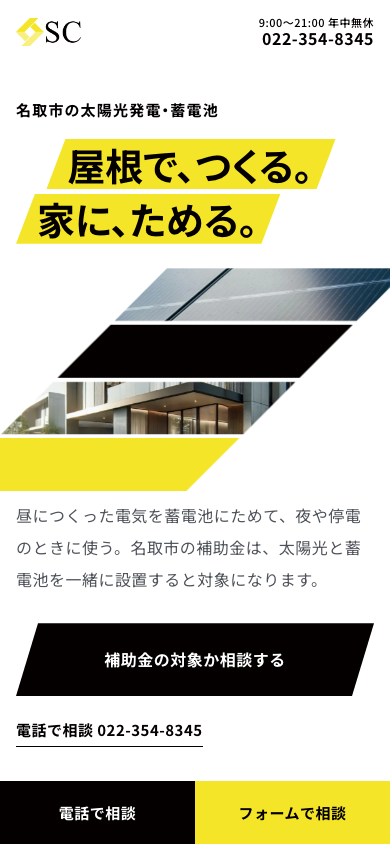 SC
9:00〜21:00 年中無休
022-354-8345
名取市の太陽光発電・蓄電池
屋根で、つくる。
家に、ためる。
昼につくった電気を蓄電池にためて、夜や停電
のときに使う。名取市の補助金は、太陽光と蓄
電池を一緒に設置すると対象になります。
補助金の対象か相談する
電話で相談 022-354-8345
電話で相談
フォームで相談